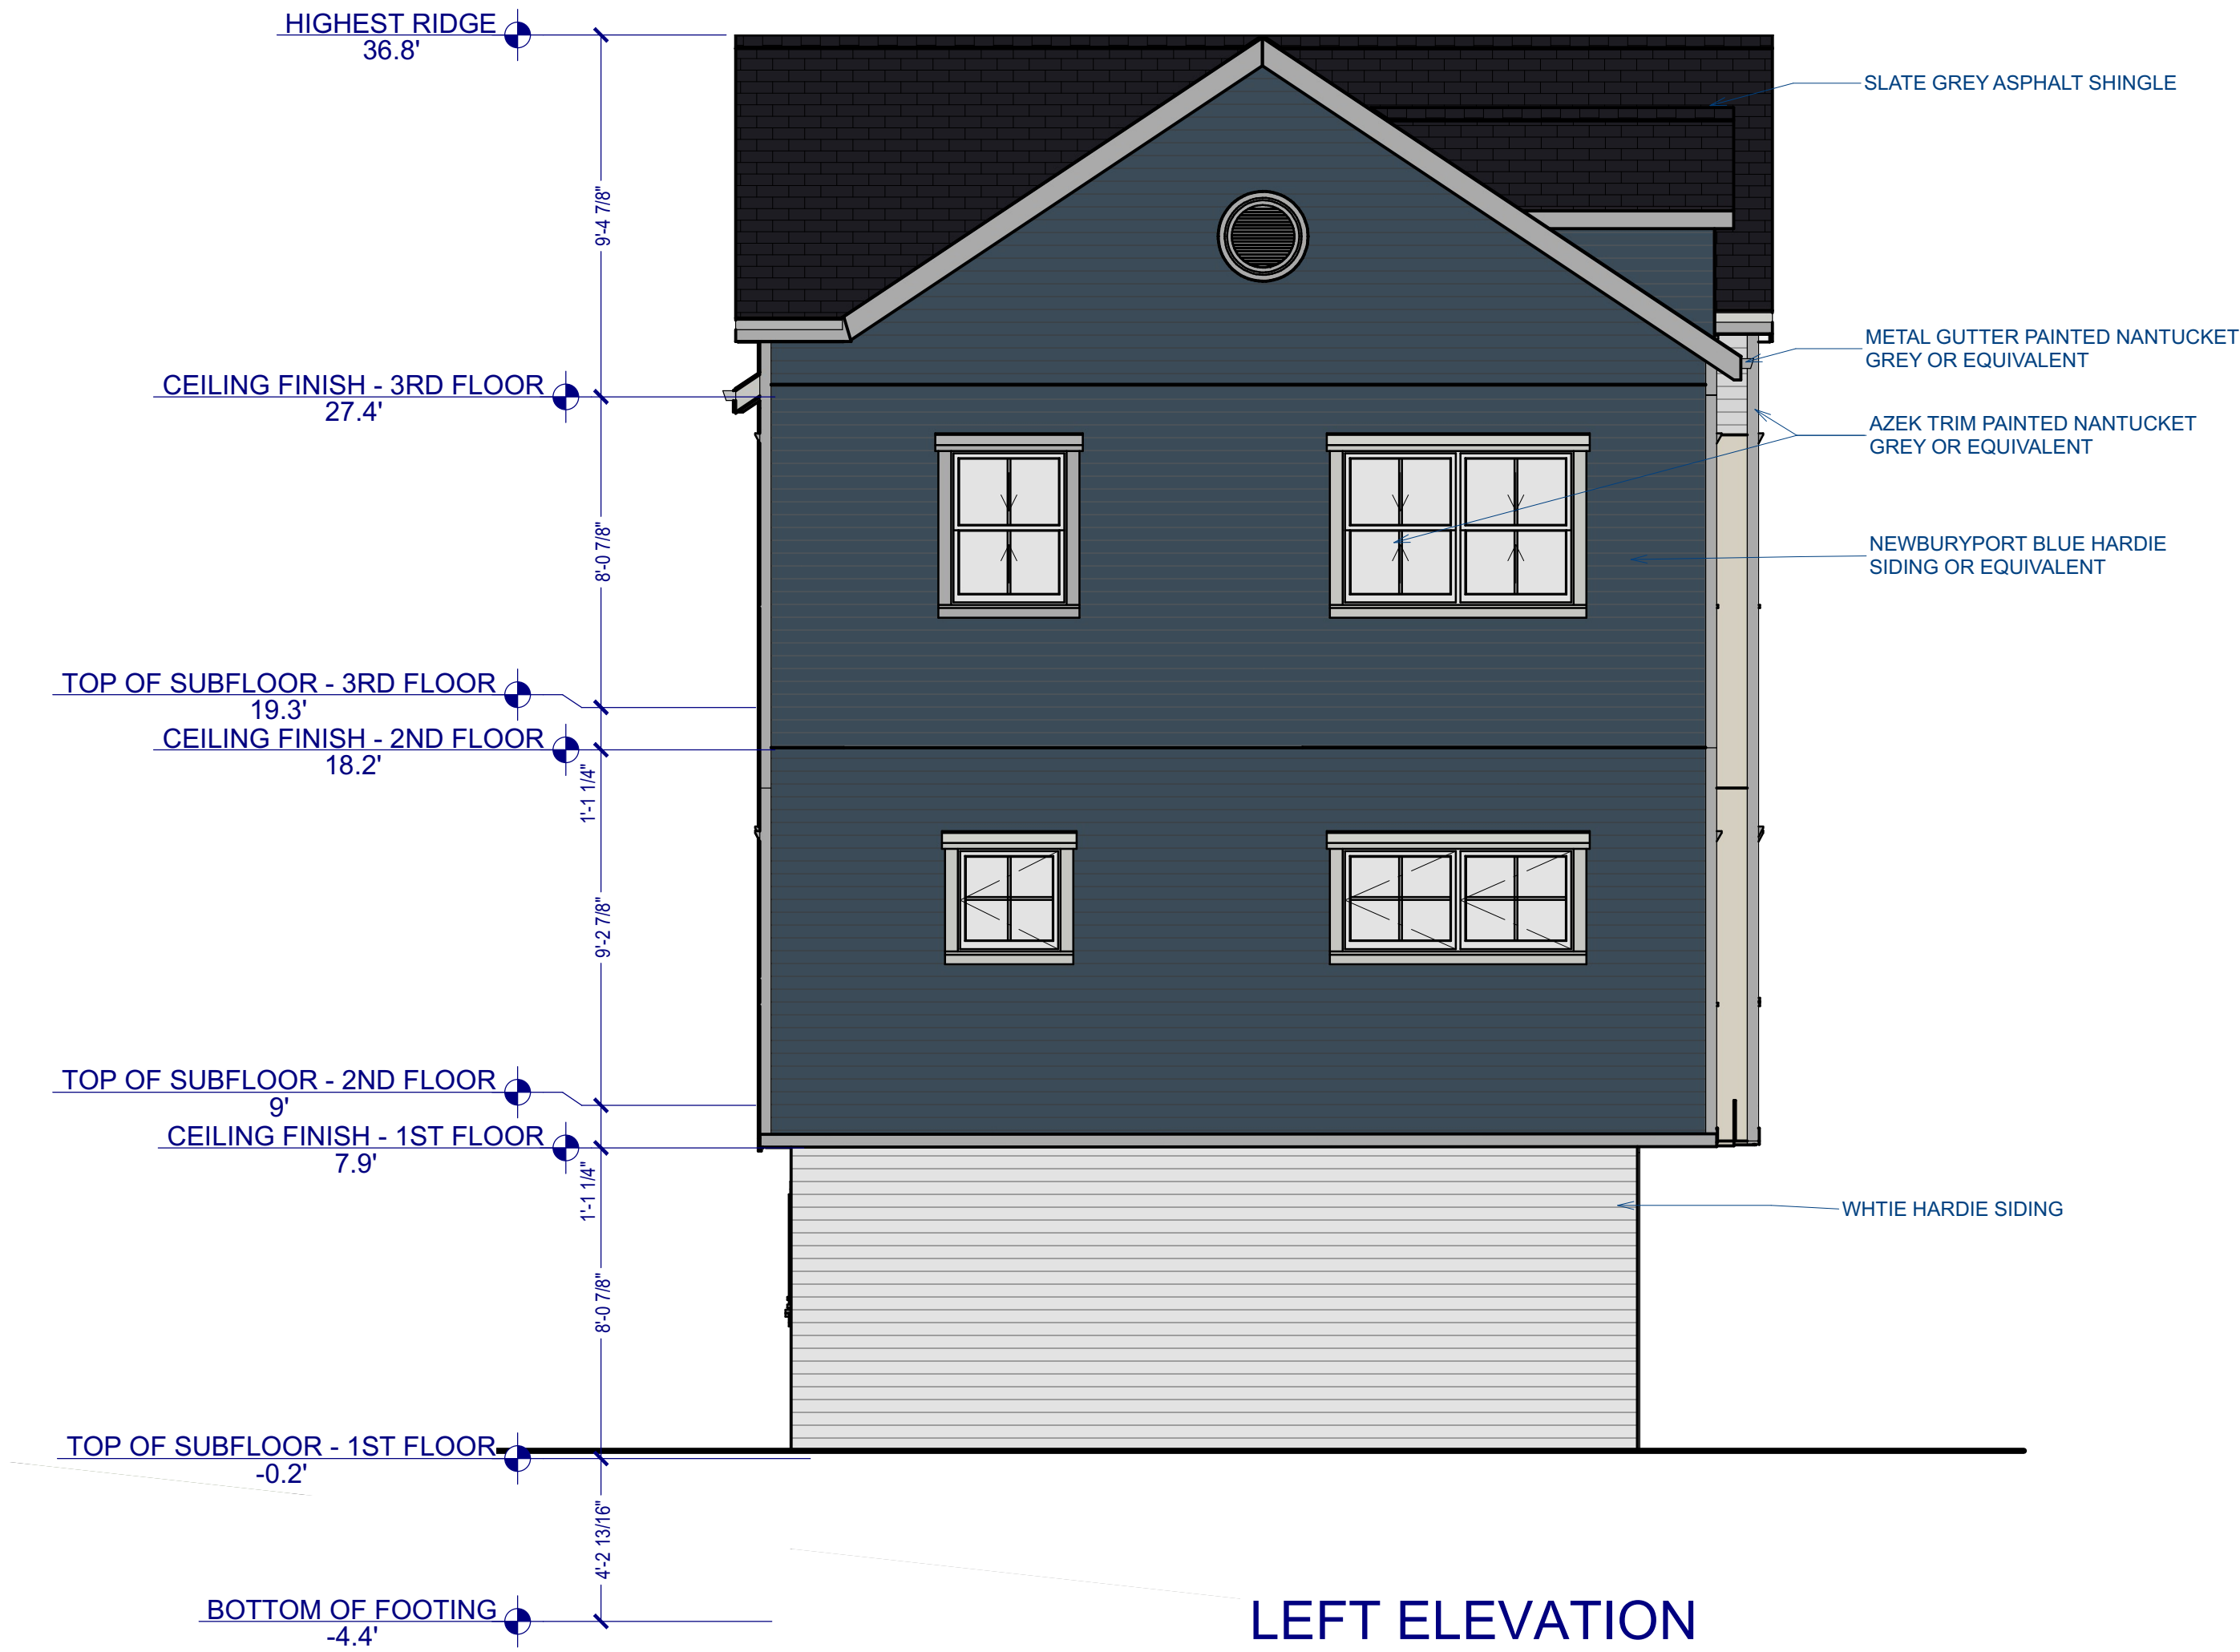 HIGHEST RIDGE
36.8'
SLATE GREY ASPHALT SHINGLE
9'-4 7/8"
METAL GUTTER PAINTED NANTUCKET
GREY OR EQUIVALENT
CEILING FINISH - 3RD FLOOR
27.4'
AZEK TRIM PAINTED NANTUCKET
GREY OR EQUIVALENT
8'-0 7/8"
NEWBURYPORT BLUE HARDIE
SIDING OR EQUIVALENT
TOP OF SUBFLOOR - 3RD FLOOR
19.3'
CEILING FINISH - 2ND FLOOR
18.2'
1'-1 1/4"
9'-2 7/8"
TOP OF SUBFLOOR - 2ND FLOOR
9'
CEILING FINISH - 1ST FLOOR
7.9'
1'-1 1/4"
WHTIE HARDIE SIDING
8'-0 7/8"
TOP OF SUBFLOOR - 1ST FLOOR
-0.2'
4'-2 13/16"
BOTTOM OF FOOTING
-4.4'
LEFT ELEVATION